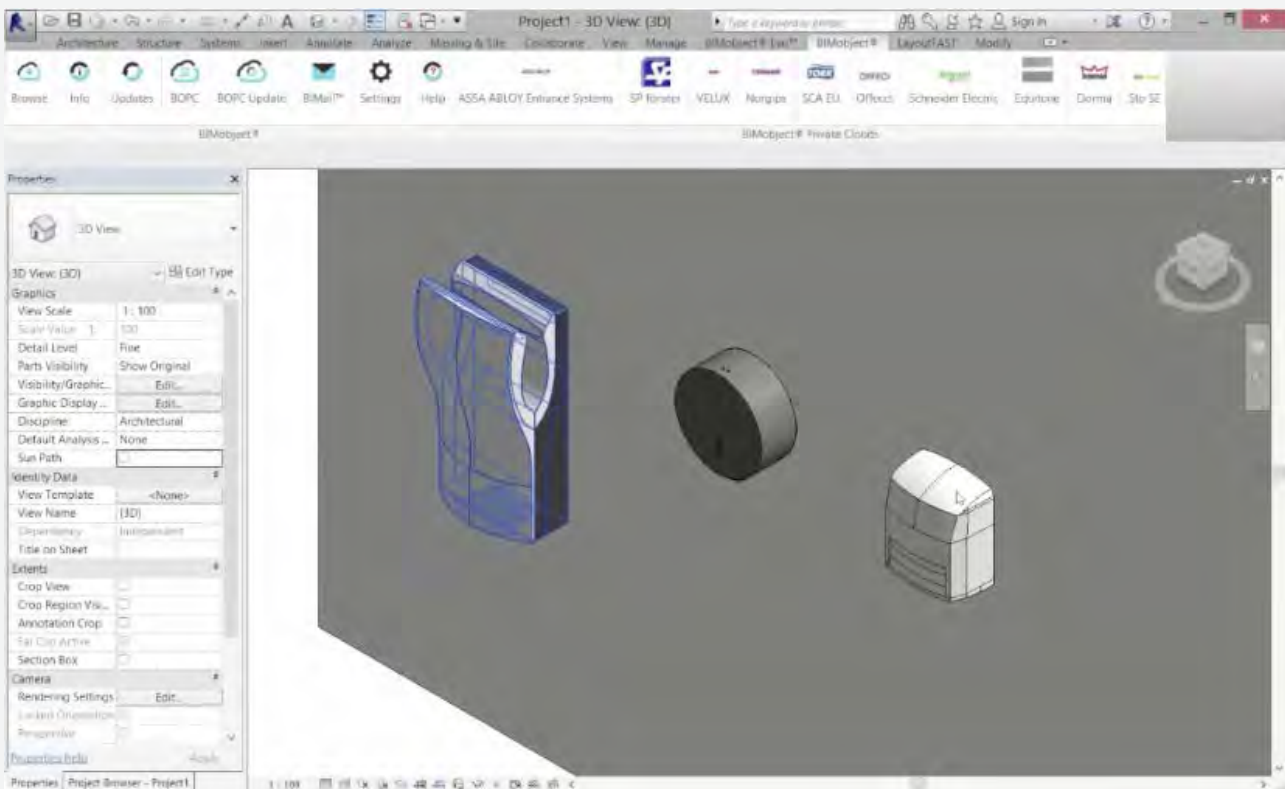 Project1 - 3D View: {3D}
Type a keyword or phrase
Sign In
Architecture Structure Systems Insert Annotate Analyze Massing & Site Collaborate View Manage BIMobject® BIMobject® LayoutFAST Modify
Browse Info Updates BOPC BOPC Update BIMail™ Settings Help ASSA ABLOY Entrance Systems SP Forster VELUX Norgips SCA EU Offecct Schneider Electric Equitone Dorma Sto SE
BIMobject® BIMobject® Private Clouds
Properties
3D View
3D View: {3D} Edit Type
Graphics
View Scale 1 : 100
Scale Value 1: 100
Detail Level Fine
Parts Visibility Show Original
Visibility/Graphic... Edit...
Graphic Display ... Edit...
Discipline Architectural
Default Analysis ... None
Sun Path
Identity Data
View Template <None>
View Name {3D}
Dependency Independent
Title on Sheet
Extents
Crop View
Crop Region Visi...
Annotation Crop
Far Clip Active
Section Box
Camera
Rendering Settings Edit...
Locked Orientation
Perspective
Properties help Apply
Properties Project Browser - Project1
1 : 100